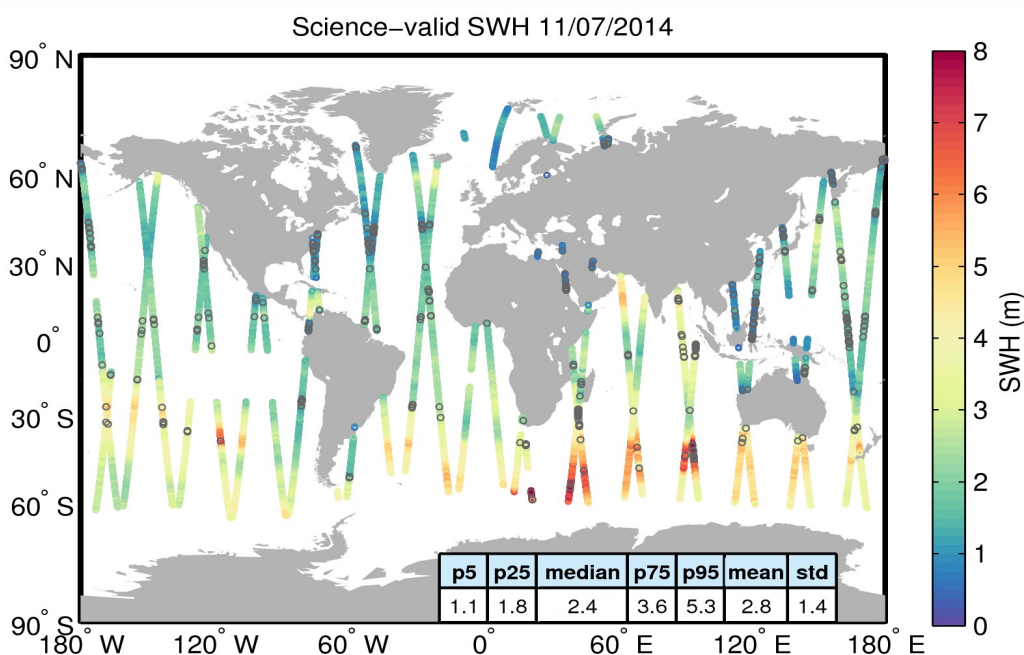 Science−valid SWH 11/07/2014
90° N
60° N
30° N
0°
30° S
60° S
90° S
180° W
120° W
60° W
0°
60° E
120° E
180° E
p5 p25 median p75 p95 mean std
1.1 1.8 2.4 3.6 5.3 2.8 1.4
8
7
6
5
4
3
2
1
0
SWH (m)